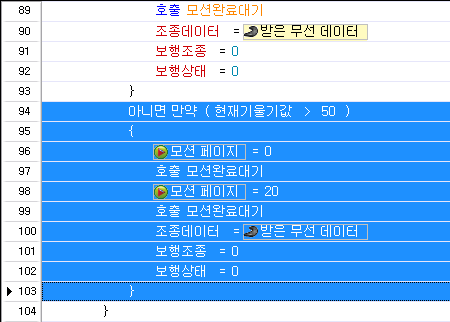 89 호출 모션완료대기
90 조종데이터 = 받은 무선 데이터
91 보행조종 = 0
92 보행상태 = 0
93 }
94 아니면 만약 ( 현재기울기값 > 50 )
95 {
96 모션 페이지 = 0
97 호출 모션완료대기
98 모션 페이지 = 20
99 호출 모션완료대기
100 조종데이터 = 받은 무선 데이터
101 보행조종 = 0
102 보행상태 = 0
103 }
104 }